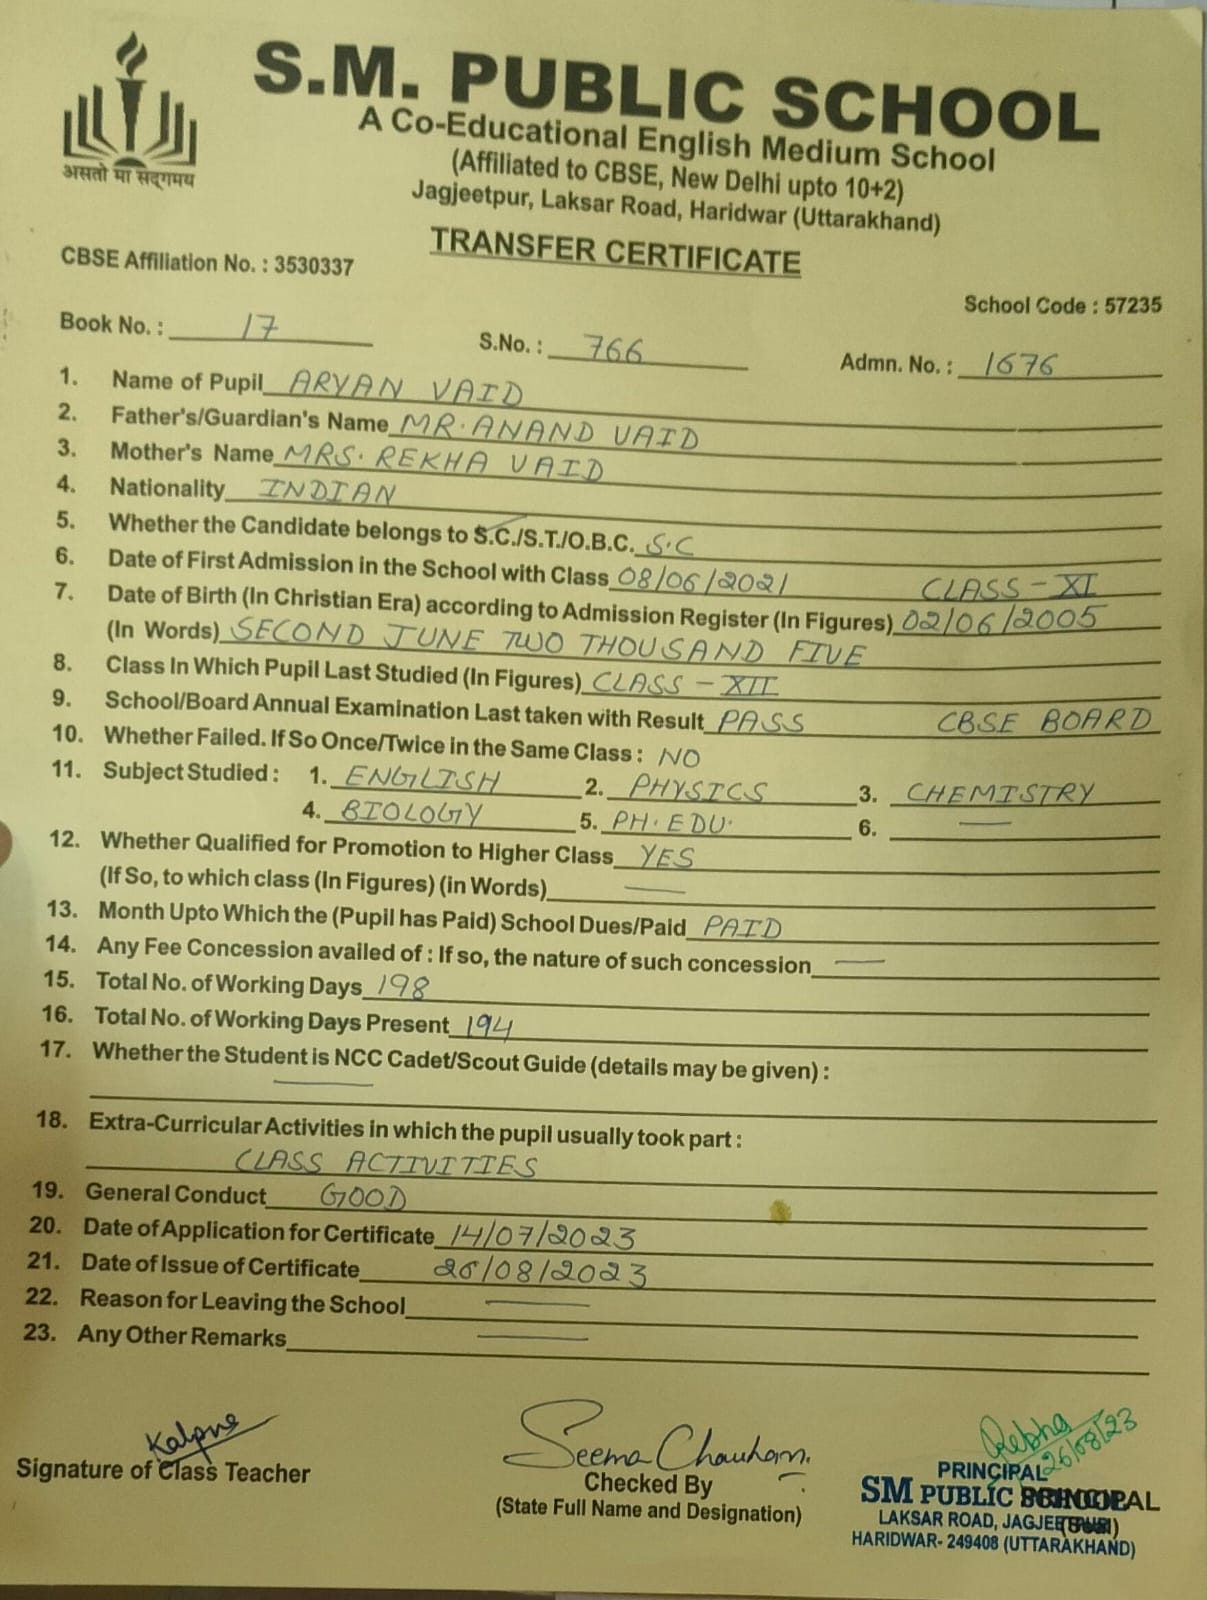 असतो मा सद्गमय
S.M. PUBLIC SCHOOL
A Co-Educational English Medium School
(Affiliated to CBSE, New Delhi upto 10+2)
Jagjeetpur, Laksar Road, Haridwar (Uttarakhand)
TRANSFER CERTIFICATE
CBSE Affiliation No. : 3530337
School Code : 57235
Book No. : 17 S.No. : 766 Admn. No. : 1676
1. Name of Pupil ARYAN VAID
2. Father's/Guardian's Name MR. ANAND VAID
3. Mother's Name MRS. REKHA VAID
4. Nationality INDIAN
5. Whether the Candidate belongs to S.C./S.T./O.B.C. S.C
6. Date of First Admission in the School with Class 08/06/2021 CLASS - XI
7. Date of Birth (In Christian Era) according to Admission Register (In Figures) 02/06/2005
(In Words) SECOND JUNE TWO THOUSAND FIVE
8. Class In Which Pupil Last Studied (In Figures) CLASS - XII
9. School/Board Annual Examination Last taken with Result PASS CBSE BOARD
10. Whether Failed. If So Once/Twice in the Same Class : NO
11. Subject Studied : 1. ENGLISH 2. PHYSICS 3. CHEMISTRY
4. BIOLOGY 5. PH. EDU. 6. —
12. Whether Qualified for Promotion to Higher Class YES
(If So, to which class (In Figures) (in Words) —
13. Month Upto Which the (Pupil has Paid) School Dues/Paid PAID
14. Any Fee Concession availed of : If so, the nature of such concession —
15. Total No. of Working Days 198
16. Total No. of Working Days Present 194
17. Whether the Student is NCC Cadet/Scout Guide (details may be given) :
—
18. Extra-Curricular Activities in which the pupil usually took part :
CLASS ACTIVITIES
19. General Conduct GOOD
20. Date of Application for Certificate 14/07/2023
21. Date of Issue of Certificate 26/08/2023
22. Reason for Leaving the School —
23. Any Other Remarks —
Seema Chauhan.
26/08/23
Signature of Class Teacher
Checked By
(State Full Name and Designation)
PRINCIPAL
SM PUBLIC PRINCIPAL
LAKSAR ROAD,
HARIDWAR- 249408 (UTTARAKHAND)